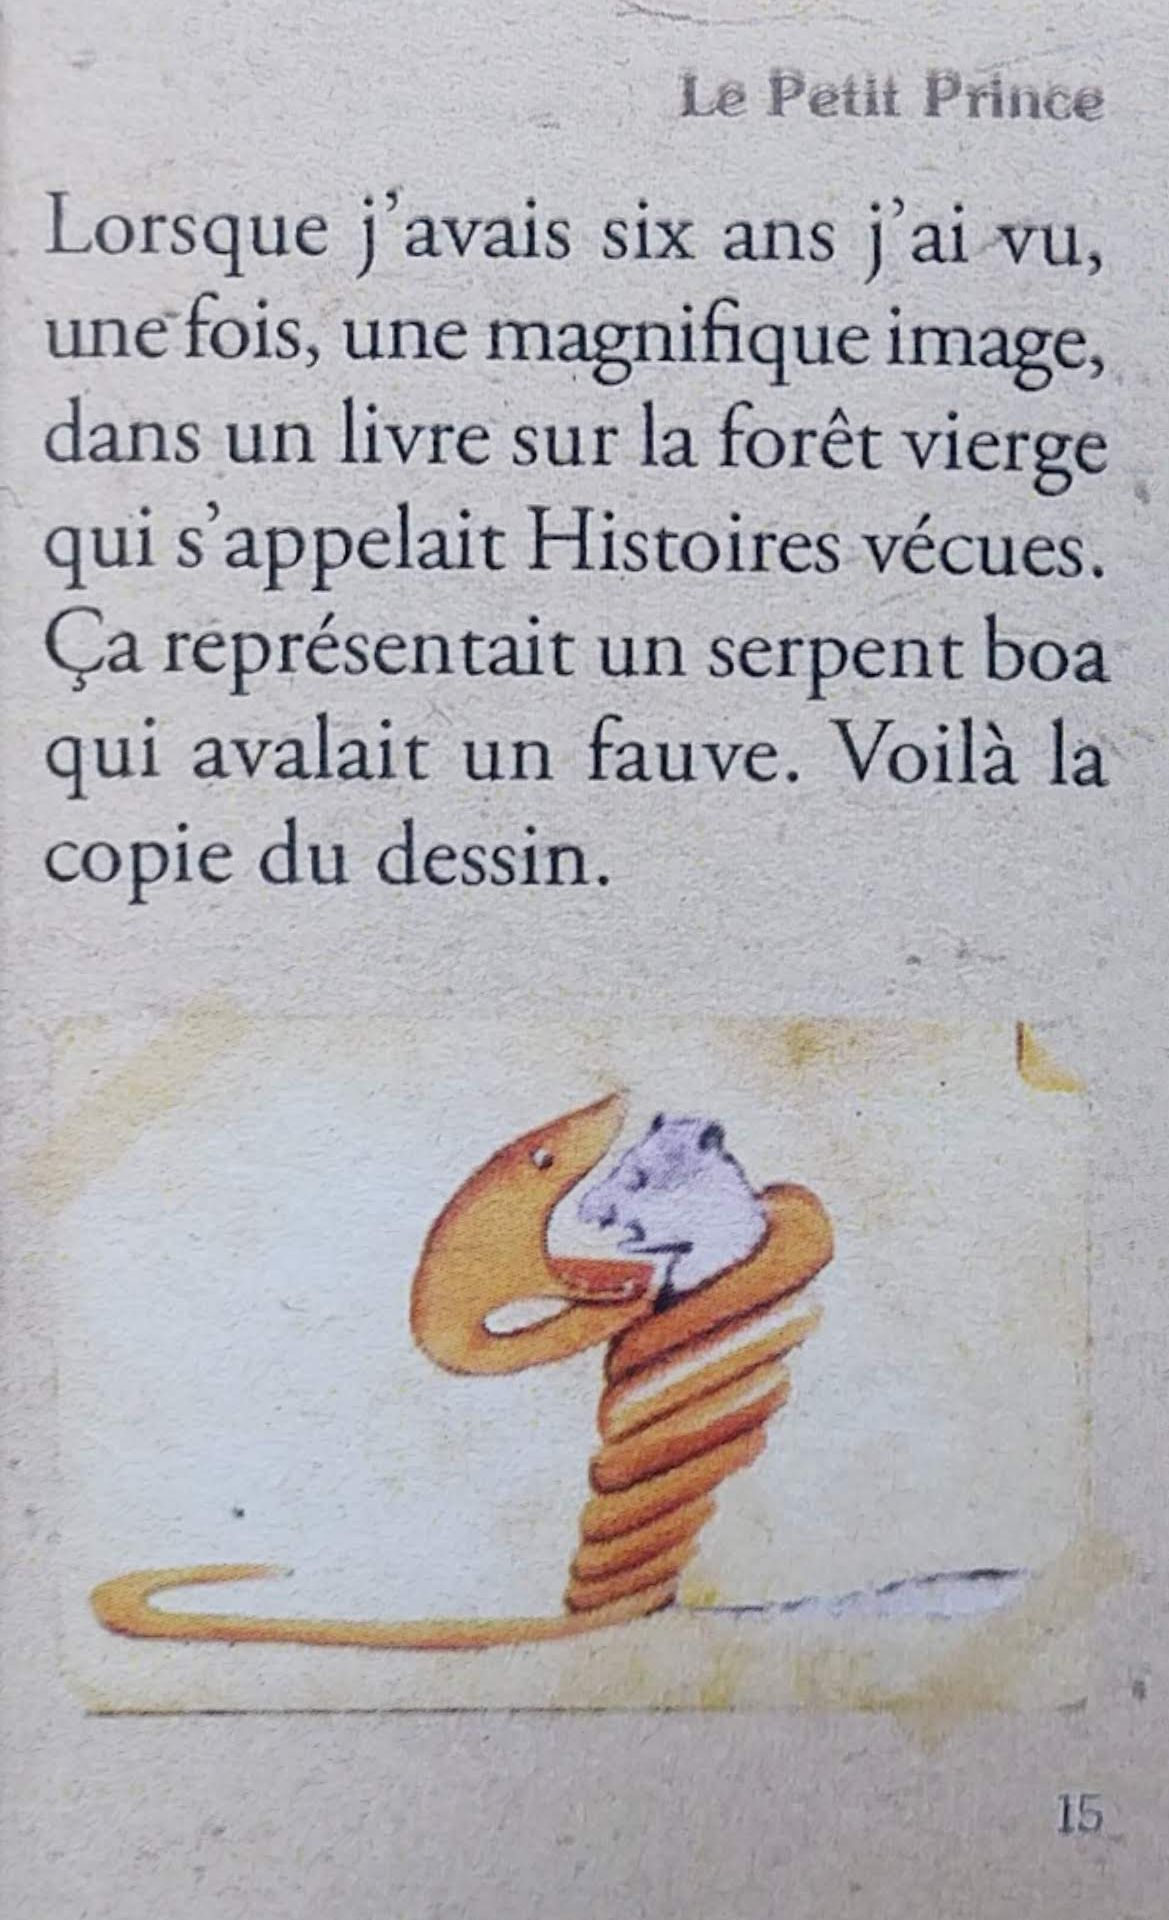 Le Petit Prince
Lorsque j'avais six ans j'ai vu,
une fois, une magnifique image,
dans un livre sur la forêt vierge
qui s'appelait Histoires vécues.
Ça représentait un serpent boa
qui avalait un fauve. Voilà la
copie du dessin.
15